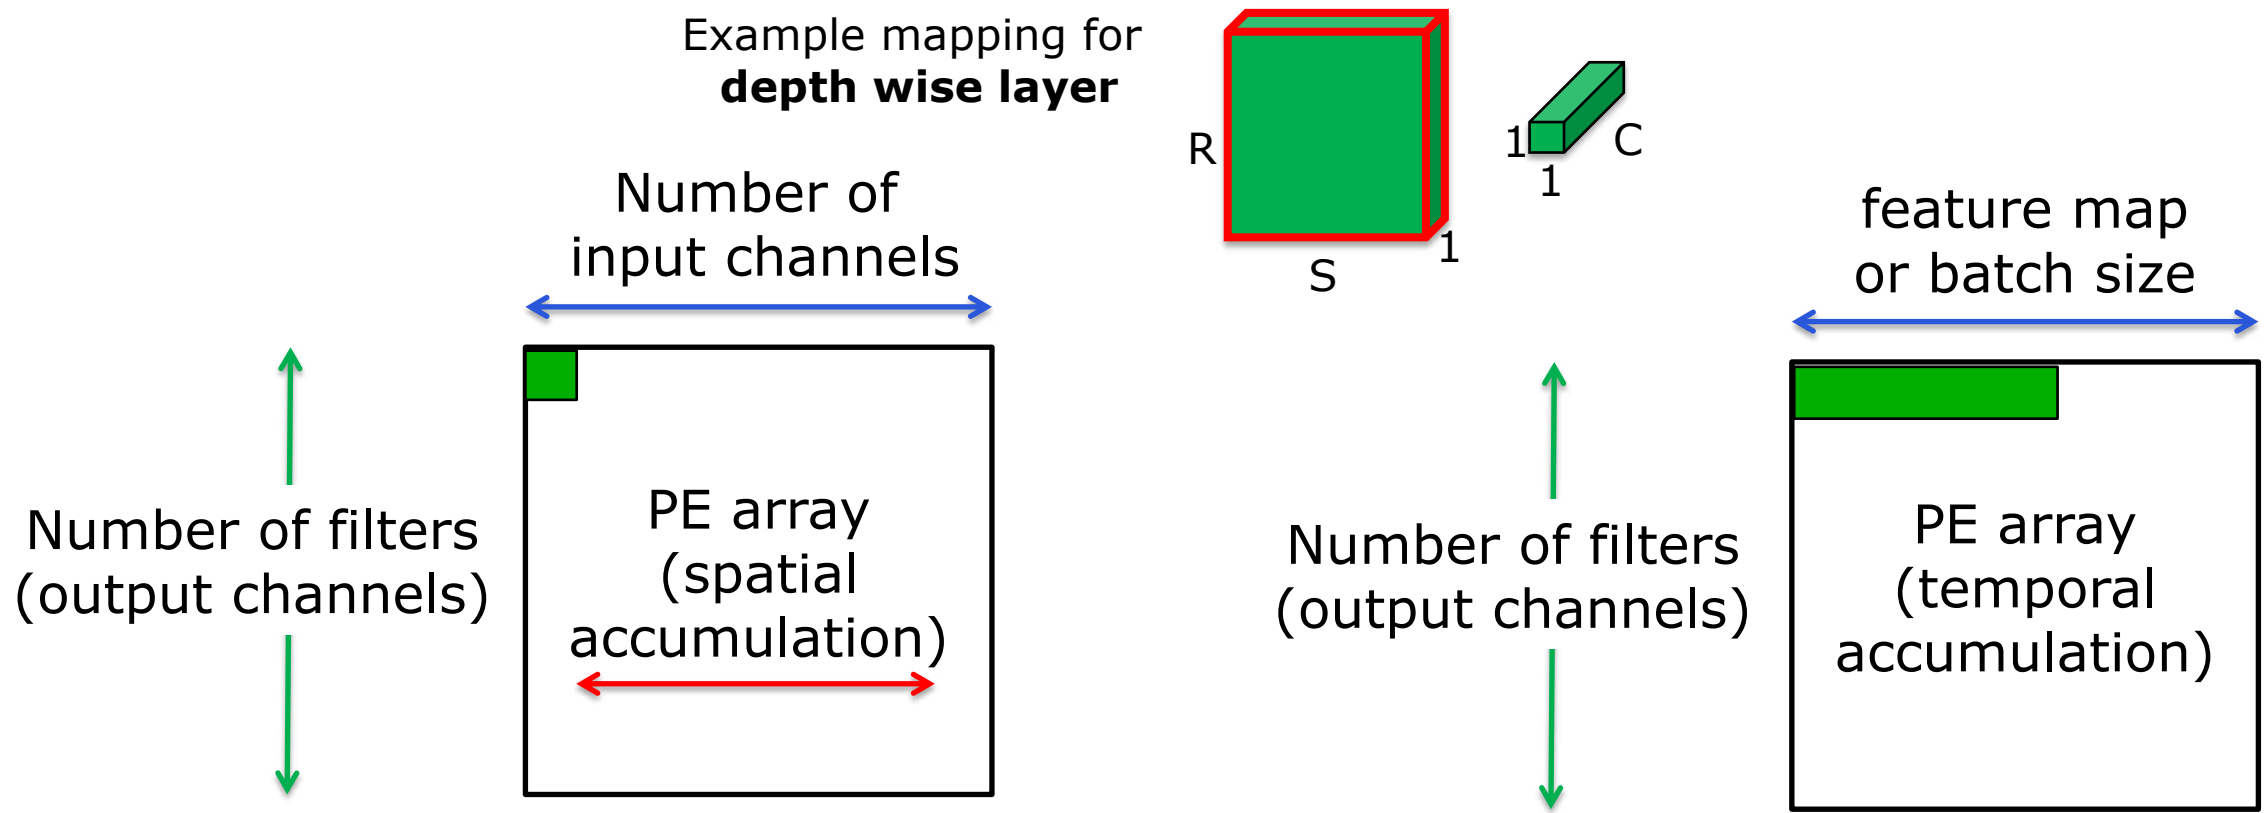 Example mapping for
depth wise layer
R
S
1
1
1
C
Number of
input channels
Number of filters
(output channels)
PE array
(spatial
accumulation)
feature map
or batch size
Number of filters
(output channels)
PE array
(temporal
accumulation)